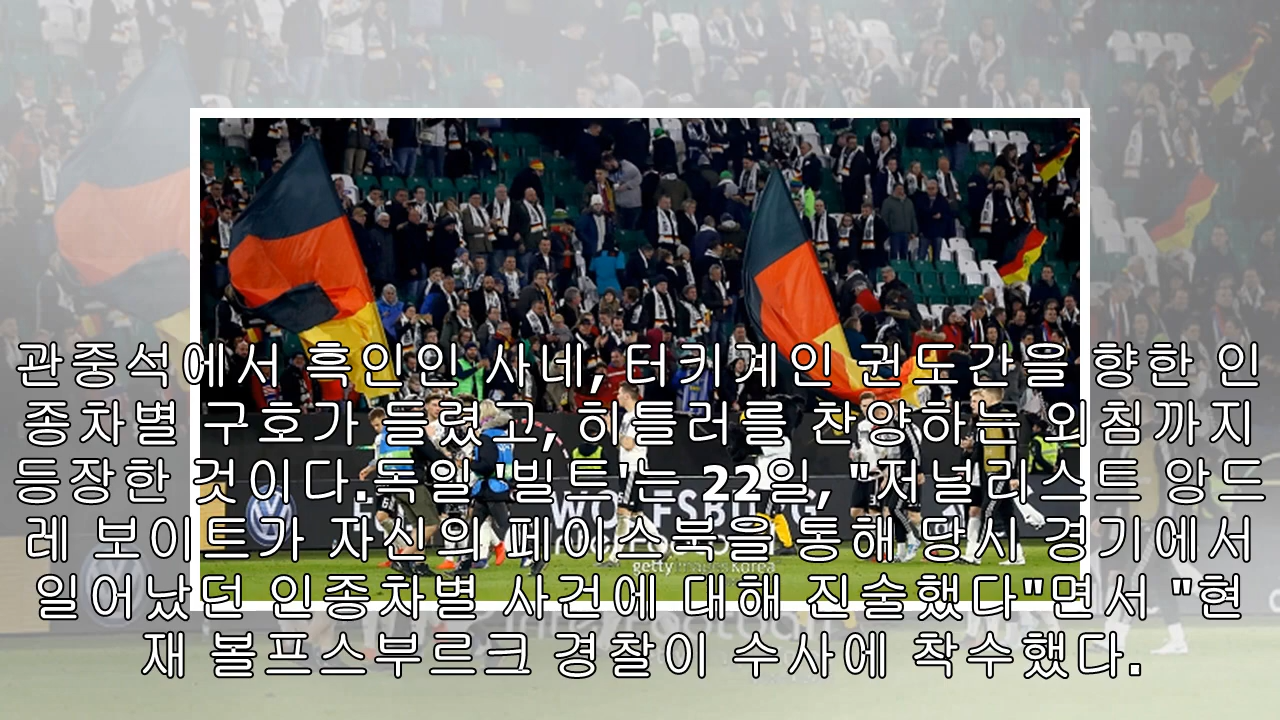 관중석에서 흑인인 사네, 터키계인 귄도간을 향한 인
종차별 구호가 들렸고, 히틀러를 찬양하는 외침까지
등장한 것이다.독일 '빌트'는 22일, "저널리스트 앙드
레 보이트가 자신의 페이스북을 통해 당시 경기에서
일어났던 인종차별 사건에 대해 진술했다"면서 "현
재 볼프스부르크 경찰이 수사에 착수했다.
WOLFSBURG
gettyimages Korea